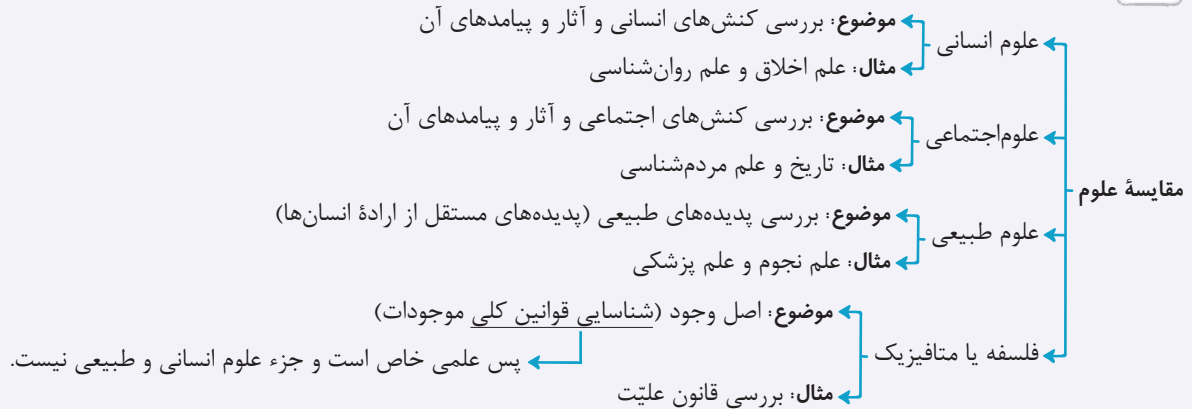 مقایسهٔ علوم
علوم انسانی
موضوع: بررسی کنش‌های انسانی و آثار و پیامدهای آن
مثال: علم اخلاق و علم روان‌شناسی
علوم‌اجتماعی
موضوع: بررسی کنش‌های اجتماعی و آثار و پیامدهای آن
مثال: تاریخ و علم مردم‌شناسی
علوم طبیعی
موضوع: بررسی پدیده‌های طبیعی (پدیده‌های مستقل از ارادهٔ انسان‌ها)
مثال: علم نجوم و علم پزشکی
فلسفه یا متافیزیک
موضوع: اصل وجود (شناسایی قوانین کلی موجودات)
پس علمی خاص است و جزء علوم انسانی و طبیعی نیست.
مثال: بررسی قانون علیّت